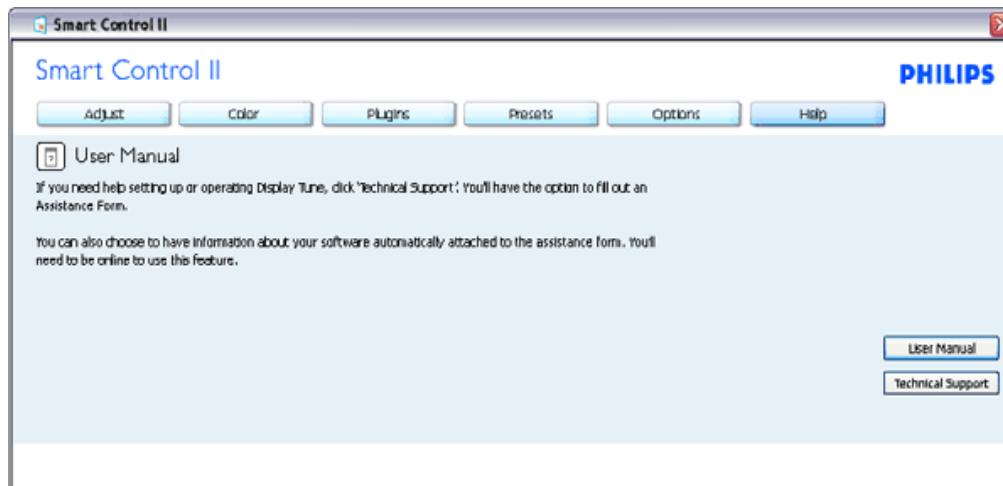 Smart Control II
Smart Control II
PHILIPS
Adjust Color Plugins Presets Options Help
User Manual
If you need help setting up or operating Display Tune, click 'Technical Support'. You'll have the option to fill out an
Assistance Form.
You can also choose to have information about your software automatically attached to the assistance form. You'll
need to be online to use this feature.
User Manual
Technical Support